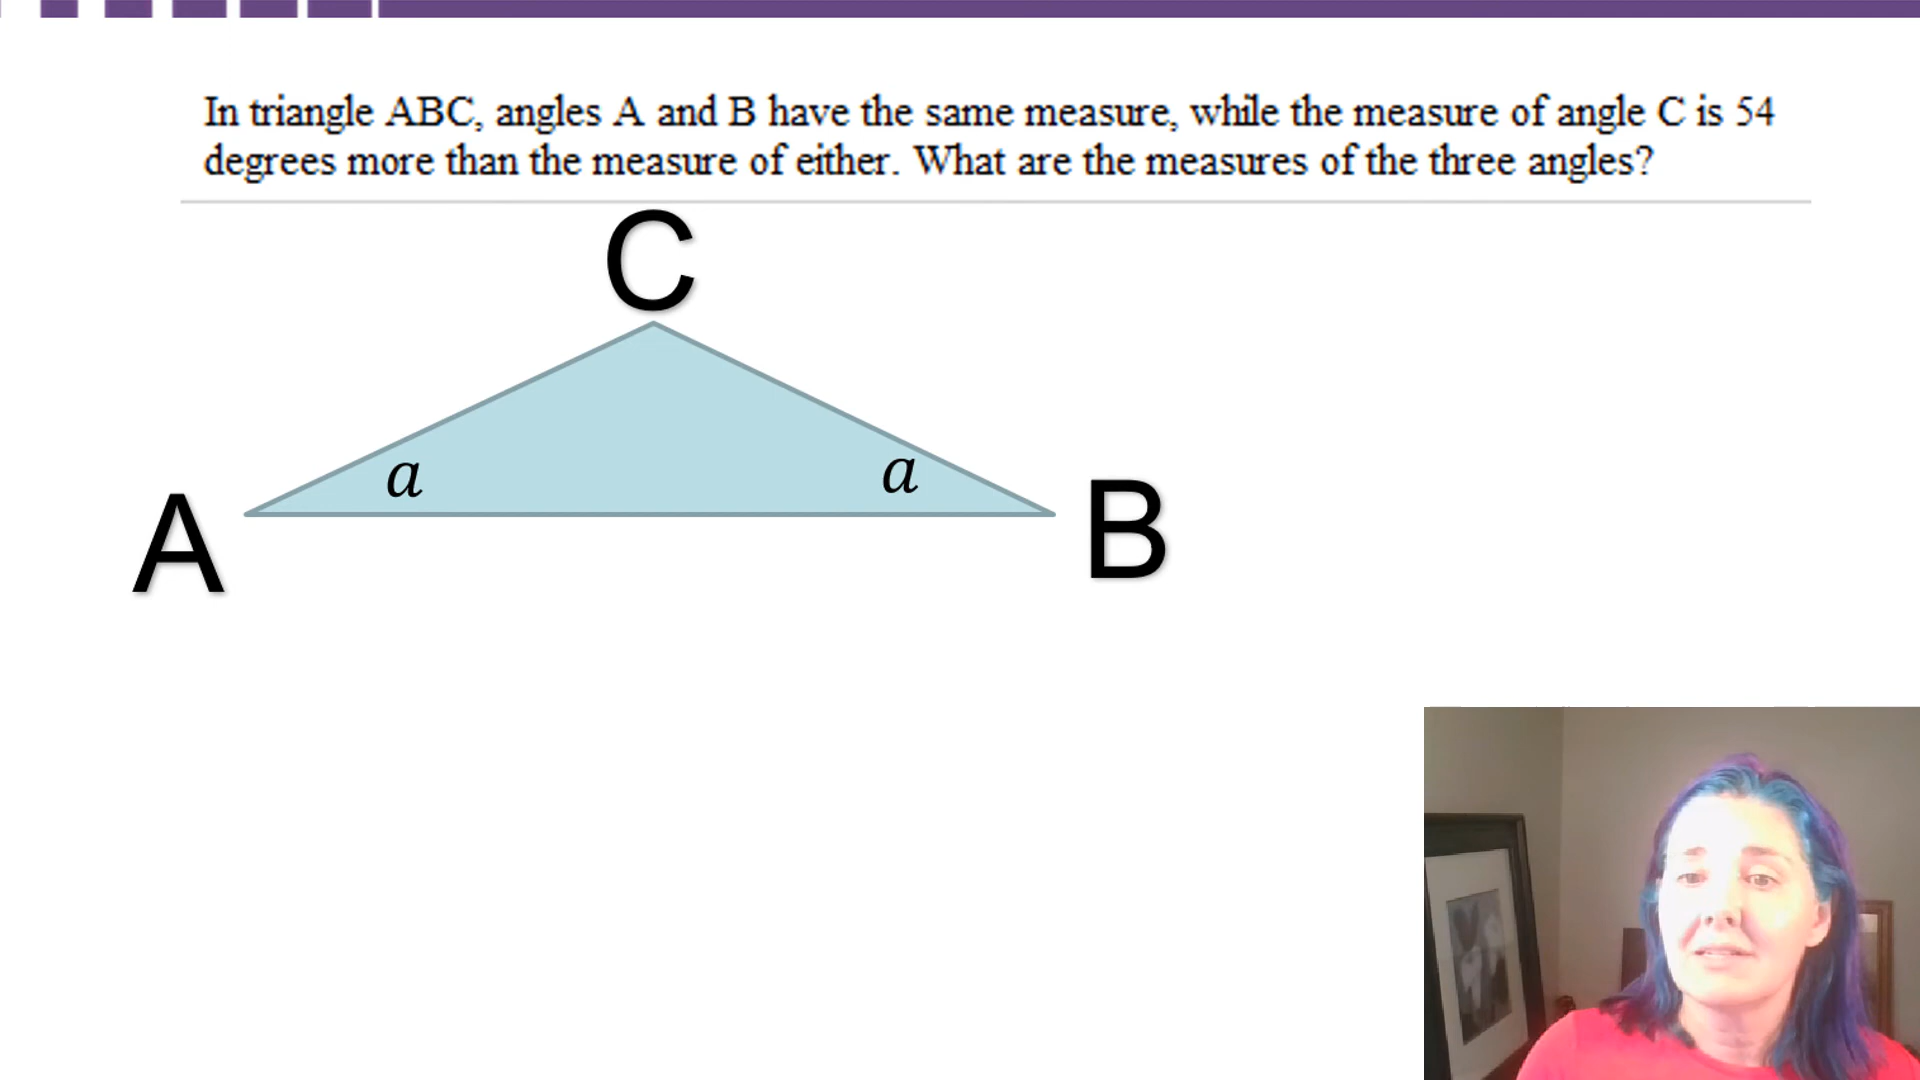 In triangle ABC, angles A and B have the same measure, while the measure of angle C is 54
degrees more than the measure of either. What are the measures of the three angles?
C
a
a
A
B